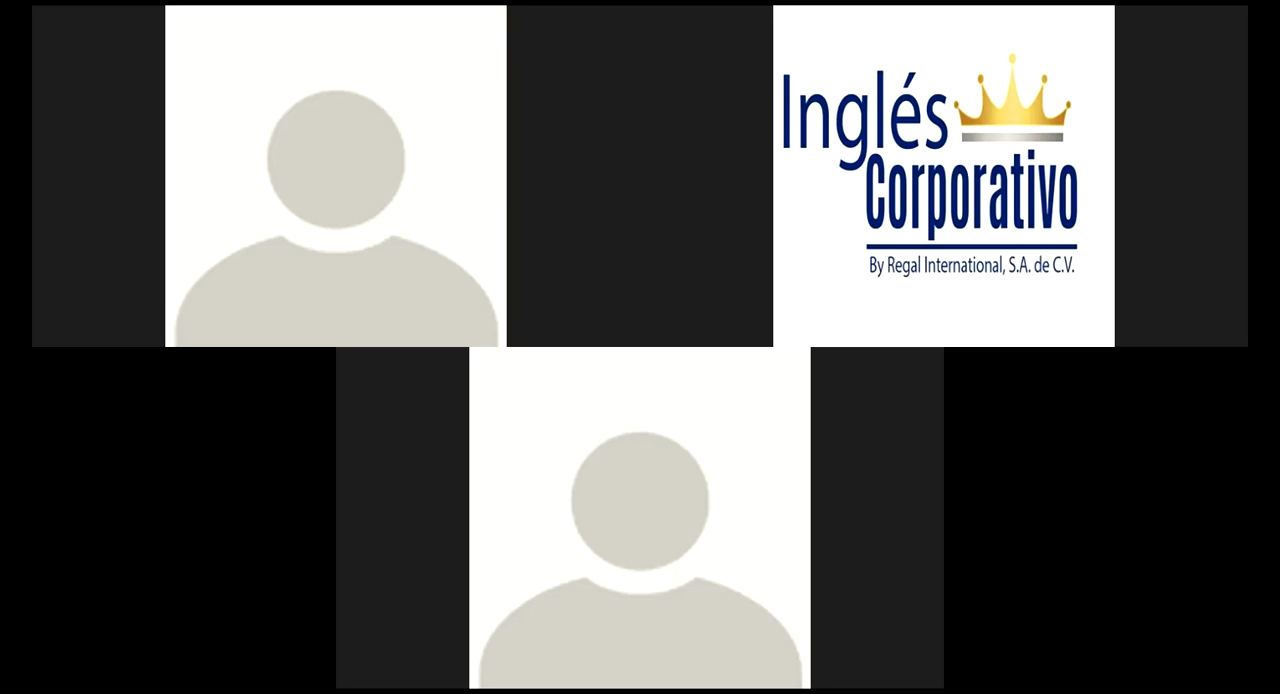 Inglés
Corporativo
By Regal International, S.A. de C.V.